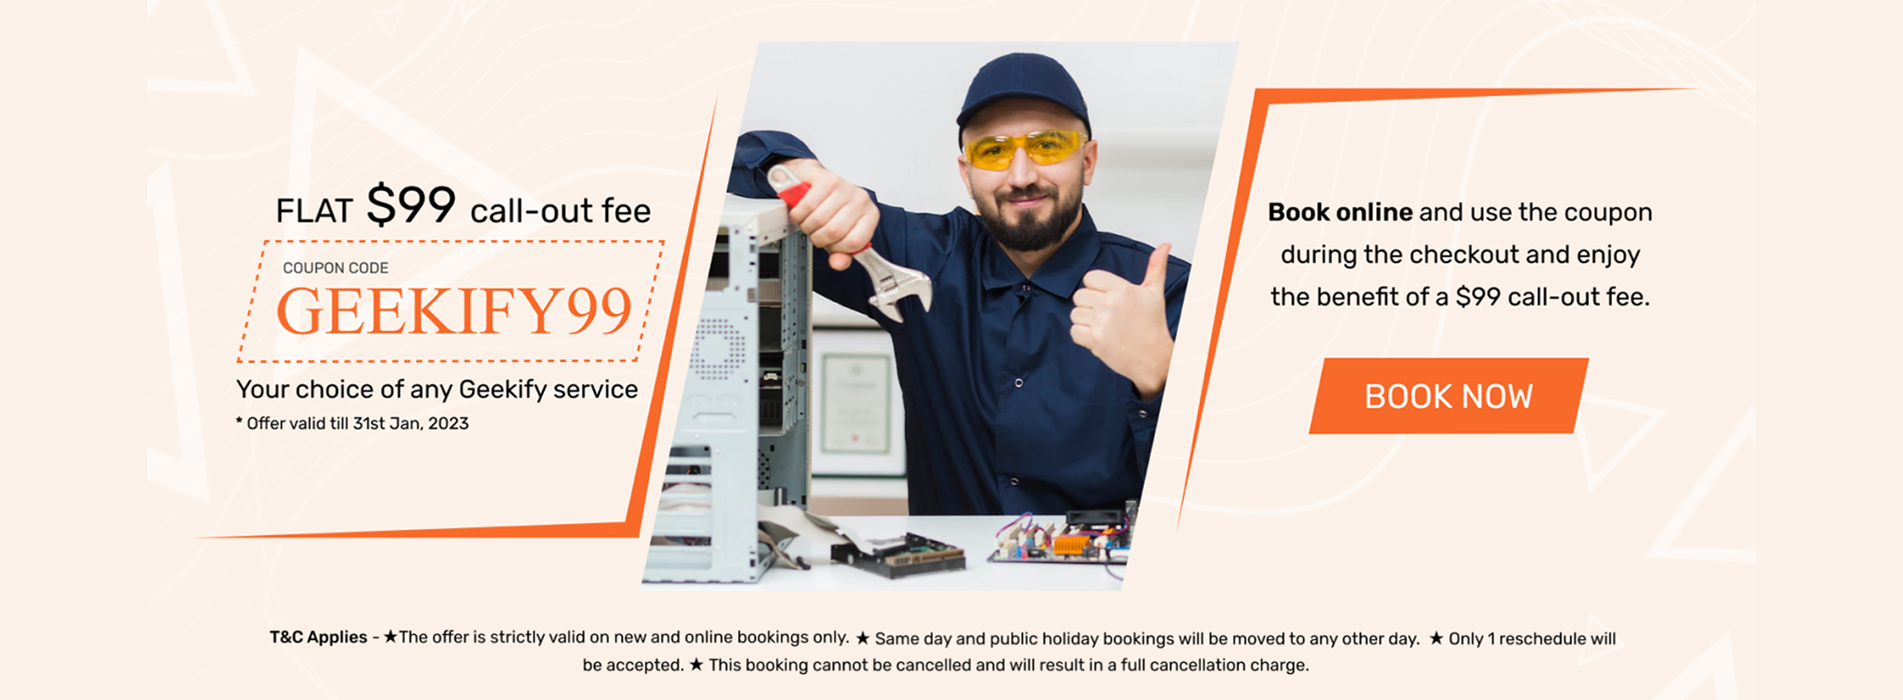 FLAT $99 call-out fee
COUPON CODE
GEEKIFY99
Your choice of any Geekify service
* Offer valid till 31st Jan, 2023
Book online and use the coupon
during the checkout and enjoy
the benefit of a $99 call-out fee.
BOOK NOW
T&C Applies - ★The offer is strictly valid on new and online bookings only. ★ Same day and public holiday bookings will be moved to any other day. ★ Only 1 reschedule will
be accepted. ★ This booking cannot be cancelled and will result in a full cancellation charge.